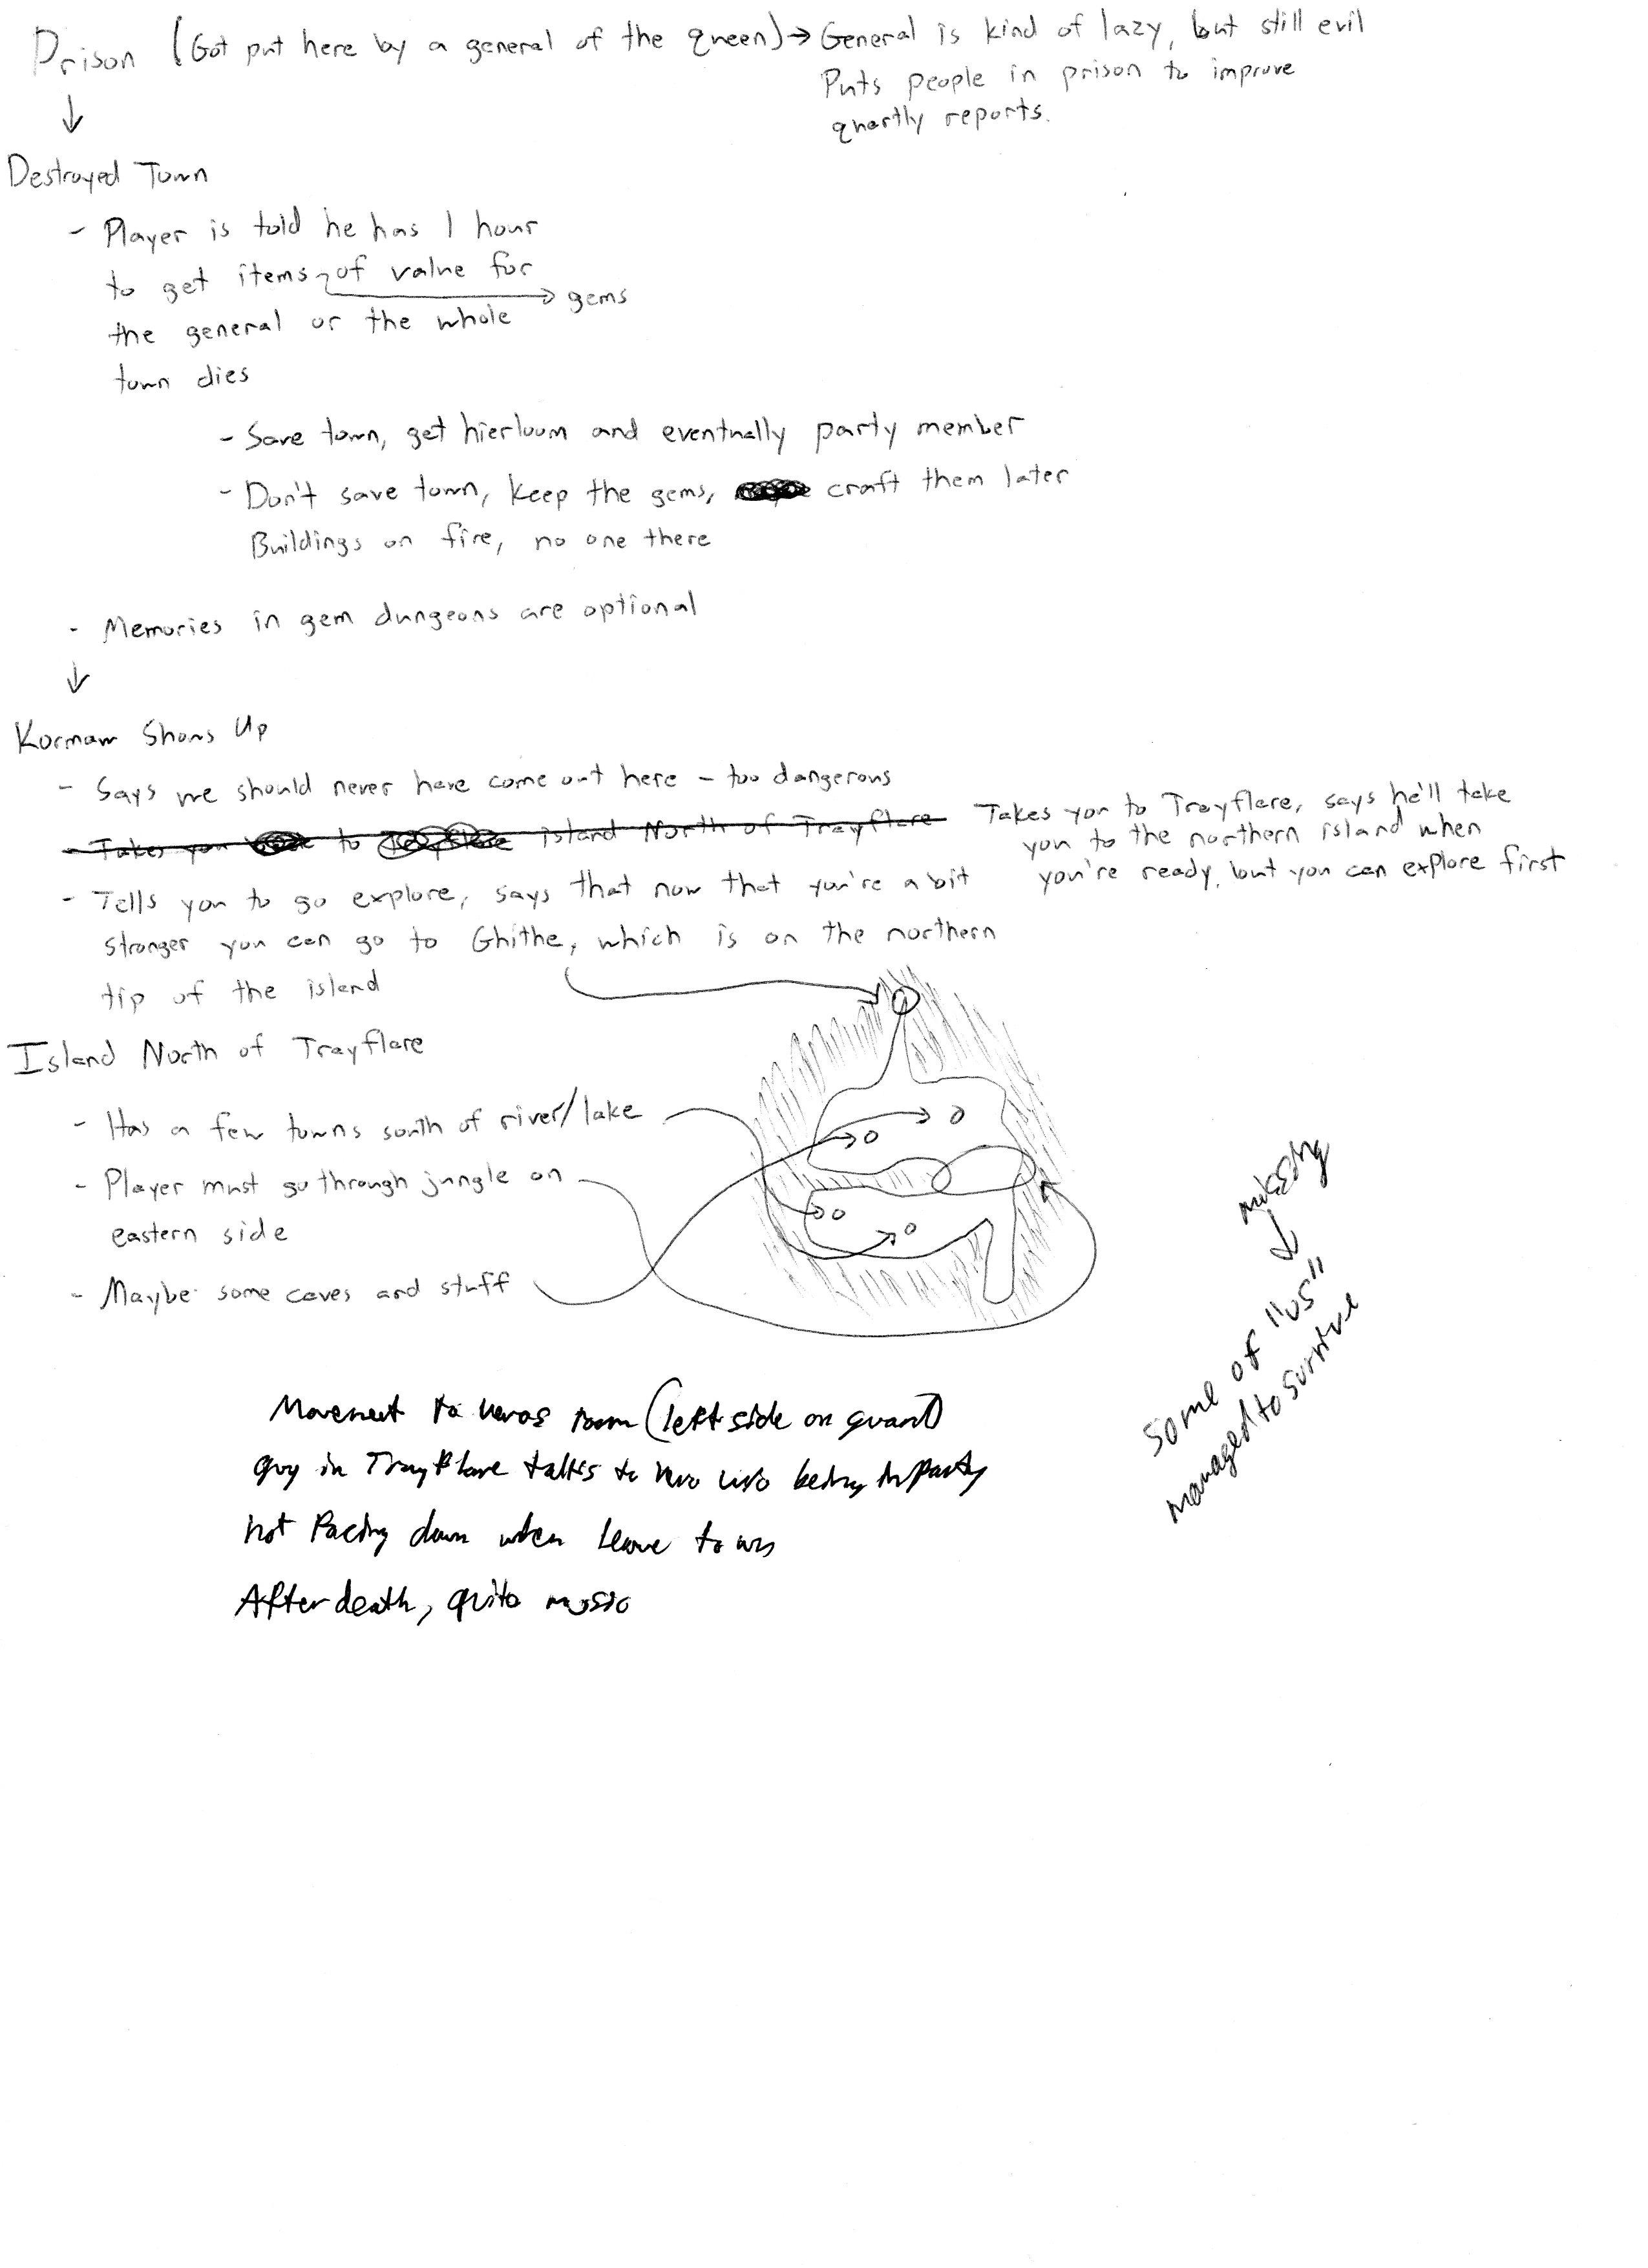 Prison (Got put here by a general of the queen) → General is kind of lazy, but still evil
Puts people in prison to improve
quartly reports.
↓
Destroyed Town
- Player is told he has 1 hour
to get items of value for
→ gems
the general or the whole
town dies
- Save town, get hierloom and eventually party member
- Don't save town, keep the gems, craft them later
Buildings on fire, no one there
- Memories in gem dungeons are optional
↓
Kormaw Shows Up
- Says we should never have come out here - too dangerous
- Takes you to island North of Trayflare
Takes you to Trayflare, says he'll take
you to the northern island when
you're ready, but you can explore first
- Tells you to go explore, says that now that you're a bit
stronger you can go to Ghithe, which is on the northern
tip of the island
Island North of Trayflare
- Has a few towns south of river/lake
- Player must go through jungle on
eastern side
- Maybe some caves and stuff
missing
↓
Some of "us"
managed to survive
Movement to heros room (left side on guard)
guy in Trayflare talks to hero w/o being in party
not facing down when leave town
After death, quito music